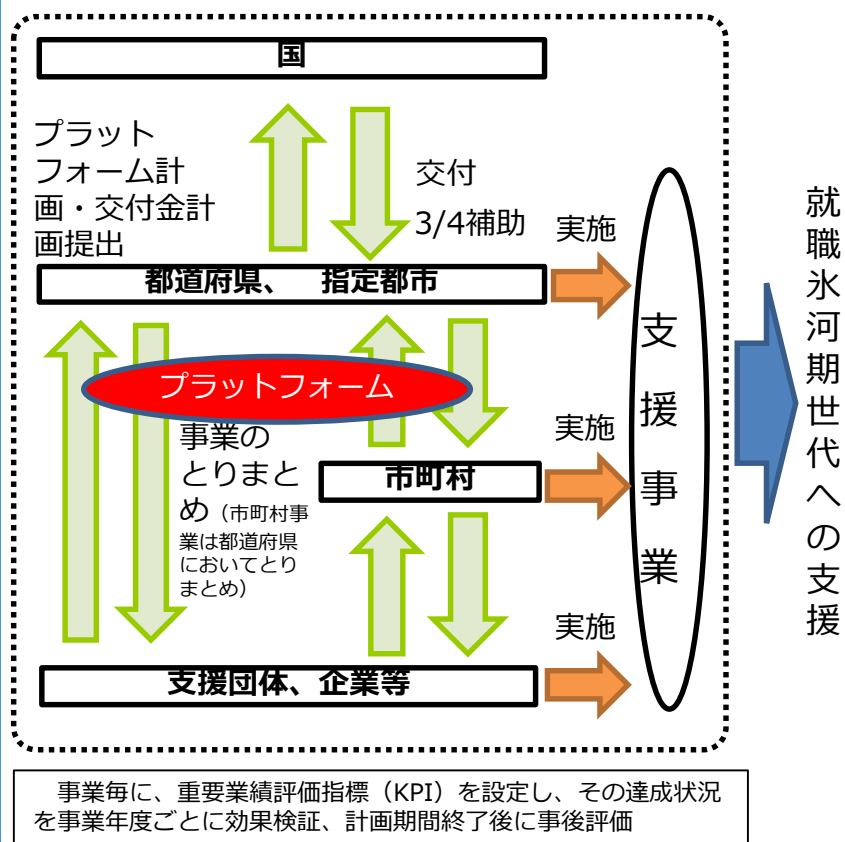 国
プラット
フォーム計
画・交付金計
画提出
交付
3/4補助
実施
都道府県、　指定都市
プラットフォーム
事業の
とりまと
め（市町村事
業は都道府県
においてとり
まとめ）
実施
市町村
実施
支援団体、企業等
支援事業
就職氷河期世代への支援
　事業毎に、重要業績評価指標（KPI）を設定し、その達成状況
を事業年度ごとに効果検証、計画期間終了後に事後評価